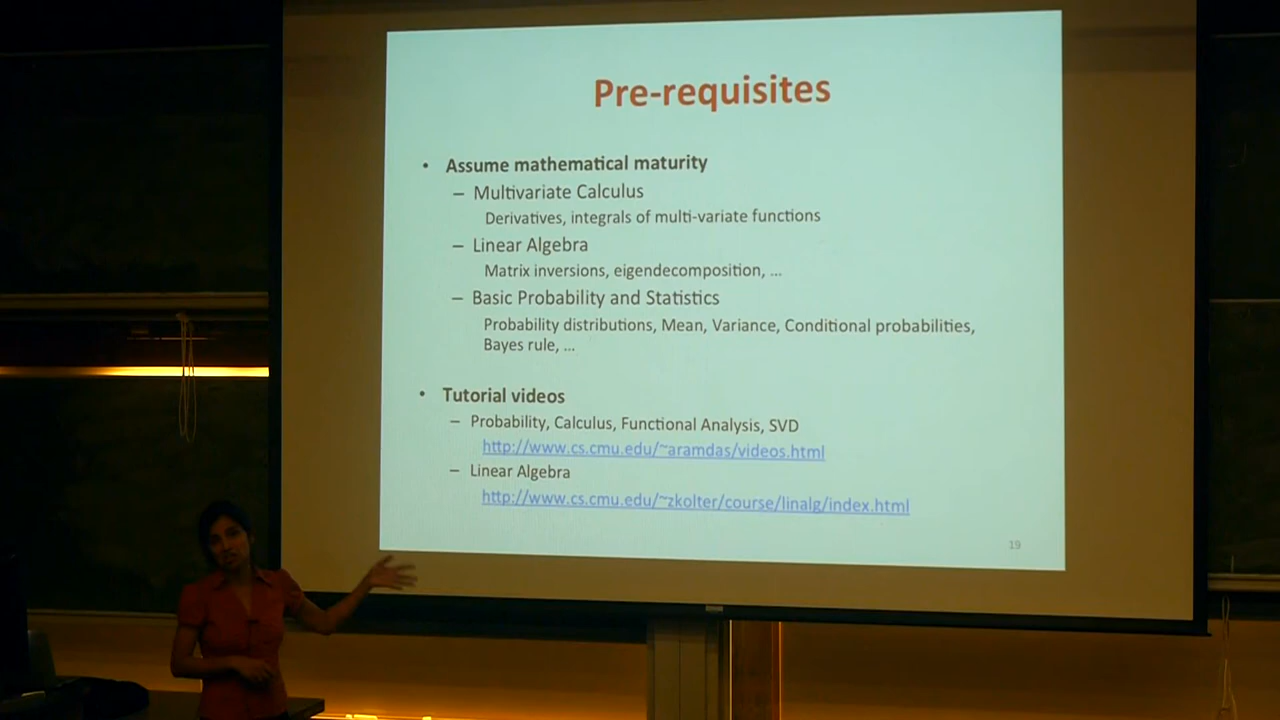 Pre-requisites
• Assume mathematical maturity
– Multivariate Calculus
Derivatives, integrals of multi-variate functions
– Linear Algebra
Matrix inversions, eigendecomposition, ...
– Basic Probability and Statistics
Probability distributions, Mean, Variance, Conditional probabilities,
Bayes rule, ...
• Tutorial videos
– Probability, Calculus, Functional Analysis, SVD
http://www.cs.cmu.edu/~aramdas/videos.html
– Linear Algebra
http://www.cs.cmu.edu/~zkolter/course/linalg/index.html
19